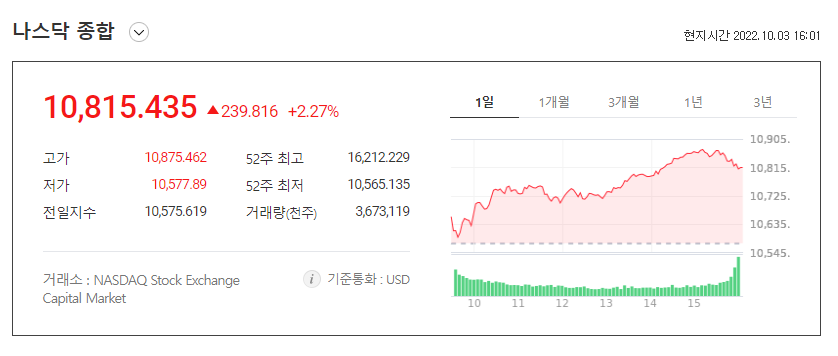 나스닥 종합
현지시간 2022.10.03 16:01
10,815.435 ▲239.816 +2.27%
고가 10,875.462 52주 최고 16,212.229
저가 10,577.89 52주 최저 10,565.135
전일지수 10,575.619 거래량(천주) 3,673,119
거래소 : NASDAQ Stock Exchange
Capital Market
i 기준통화 : USD
1일 1개월 3개월 1년 3년
10,905.
10,815.
10,725.
10,635.
10,545.
10 11 12 13 14 15